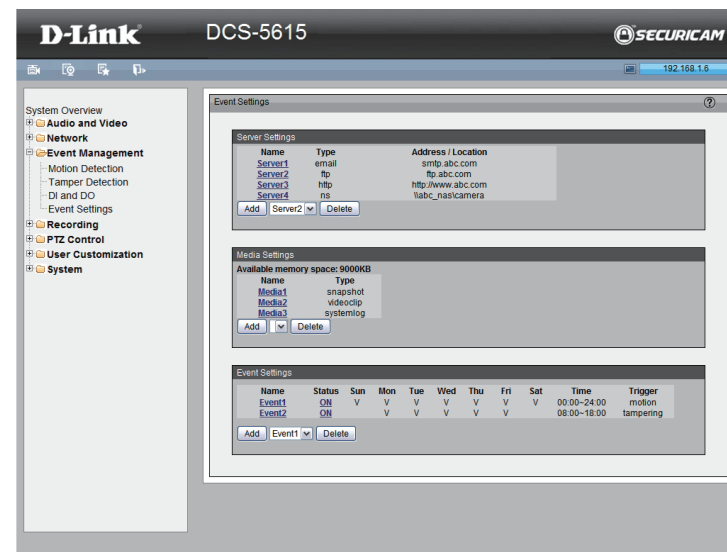 D-Link
DCS-5615
SECURICAM
192.168.1.6
System Overview
Audio and Video
Network
Event Management
Motion Detection
Tamper Detection
DI and DO
Event Settings
Recording
PTZ Control
User Customization
System
Event Settings
?
Server Settings
Name Type Address / Location
Server1 email smtp.abc.com
Server2 ftp ftp.abc.com
Server3 http http://www.abc.com
Server4 ns \\abc_nas\camera
Add Server2 Delete
Media Settings
Available memory space: 9000KB
Name Type
Media1 snapshot
Media2 videoclip
Media3 systemlog
Add Delete
Event Settings
Name Status Sun Mon Tue Wed Thu Fri Sat Time Trigger
Event1 ON V V V V V V V 00:00~24:00 motion
Event2 ON V V V V V 08:00~18:00 tampering
Add Event1 Delete